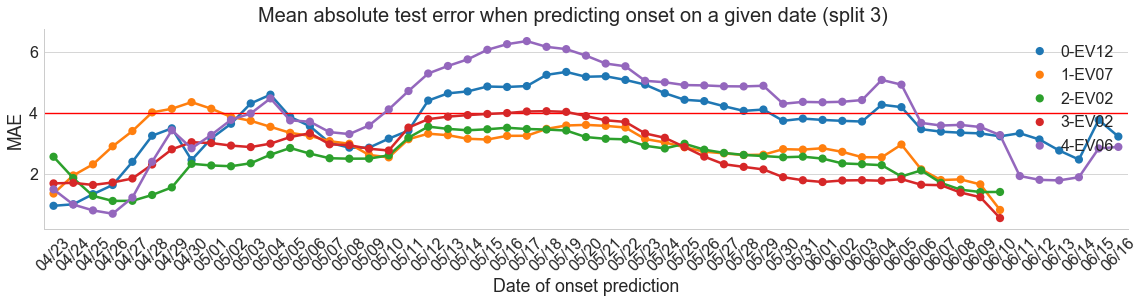 Mean absolute test error when predicting onset on a given date (split 3)
MAE
6
4
2
0-EV12
1-EV07
2-EV02
3-EV02
4-EV06
04/23 04/24 04/25 04/26 04/27 04/28 04/29 04/30 05/01 05/02 05/03 05/04 05/05 05/06 05/07 05/08 05/09 05/10 05/11 05/12 05/13 05/14 05/15 05/16 05/17 05/18 05/19 05/20 05/21 05/22 05/23 05/24 05/25 05/26 05/27 05/28 05/29 05/30 05/31 06/01 06/02 06/03 06/04 06/05 06/06 06/07 06/08 06/09 06/10 06/11 06/12 06/13 06/14 06/15 06/16
Date of onset prediction